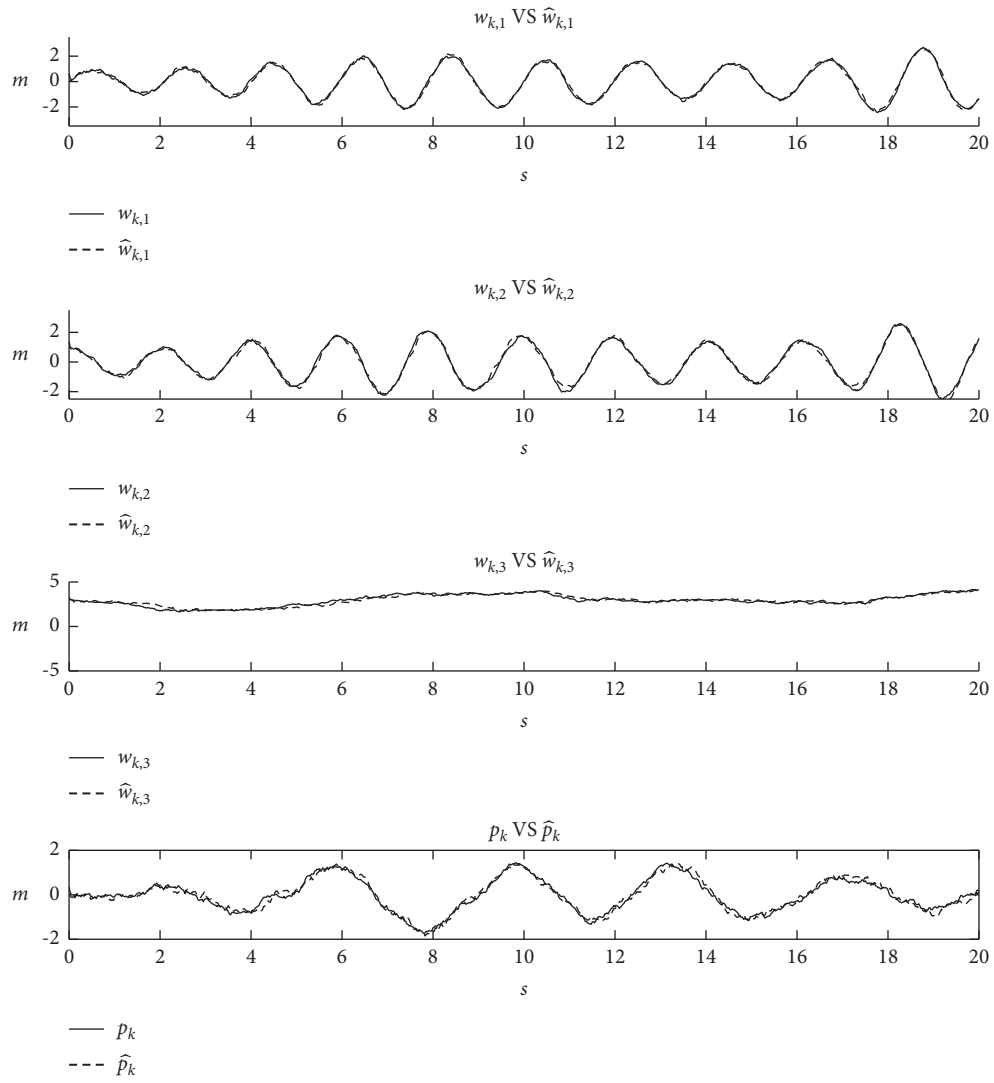 w_{k,1} VS ŵ_{k,1}
2
m 0
-2
0 2 4 6 8 10 12 14 16 18 20
s
w_{k,1}
ŵ_{k,1}
w_{k,2} VS ŵ_{k,2}
2
m 0
-2
0 2 4 6 8 10 12 14 16 18 20
s
w_{k,2}
ŵ_{k,2}
w_{k,3} VS ŵ_{k,3}
5
m 0
-5
0 2 4 6 8 10 12 14 16 18 20
s
w_{k,3}
ŵ_{k,3}
p_k VS p̂_k
2
m 0
-2
0 2 4 6 8 10 12 14 16 18 20
s
p_k
p̂_k